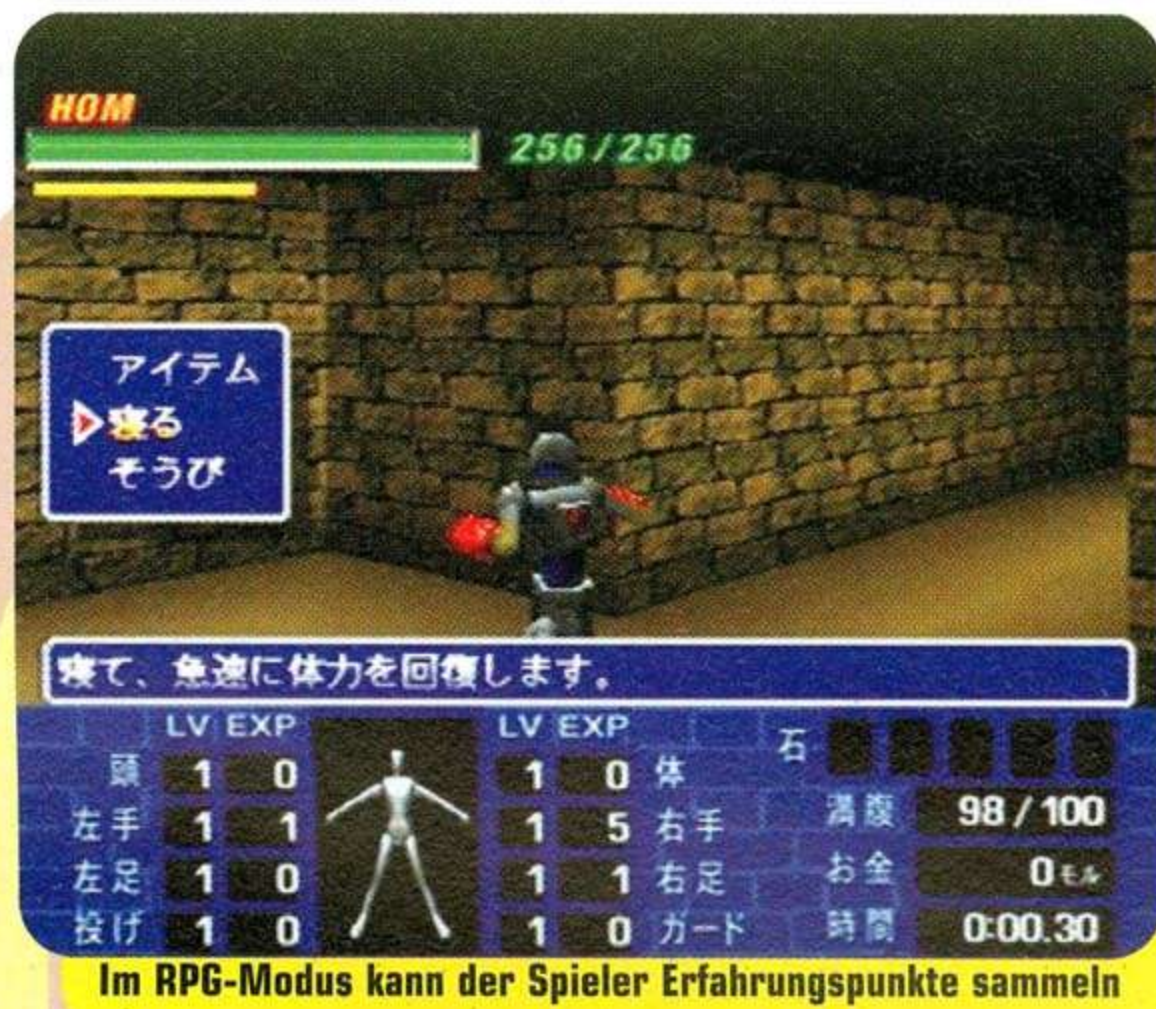 HOM
256/256
アイテム
寝る
そうび
寝て、急速に体力を回復します。
LV EXP LV EXP 石
頭 1 0 1 0 体
満腹 98/100
左手 1 1 1 5 右手
左足 1 0 1 1 右足
お金 0モル
投げ 1 0 1 0 ガード
時間 0:00.30
Im RPG-Modus kann der Spieler Erfahrungspunkte sammeln